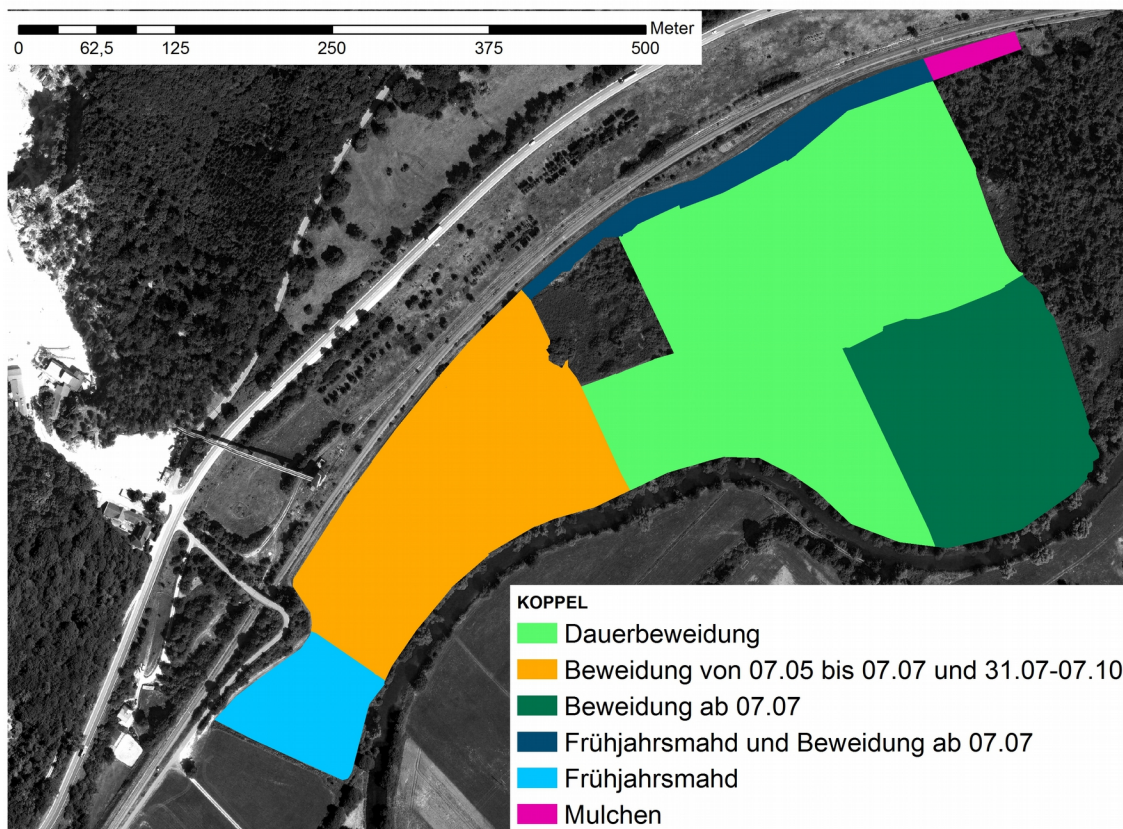 Meter
0 62,5 125 250 375 500
KOPPEL
Dauerbeweidung
Beweidung von 07.05 bis 07.07 und 31.07-07.10
Beweidung ab 07.07
Frühjahrsmahd und Beweidung ab 07.07
Frühjahrsmahd
Mulchen